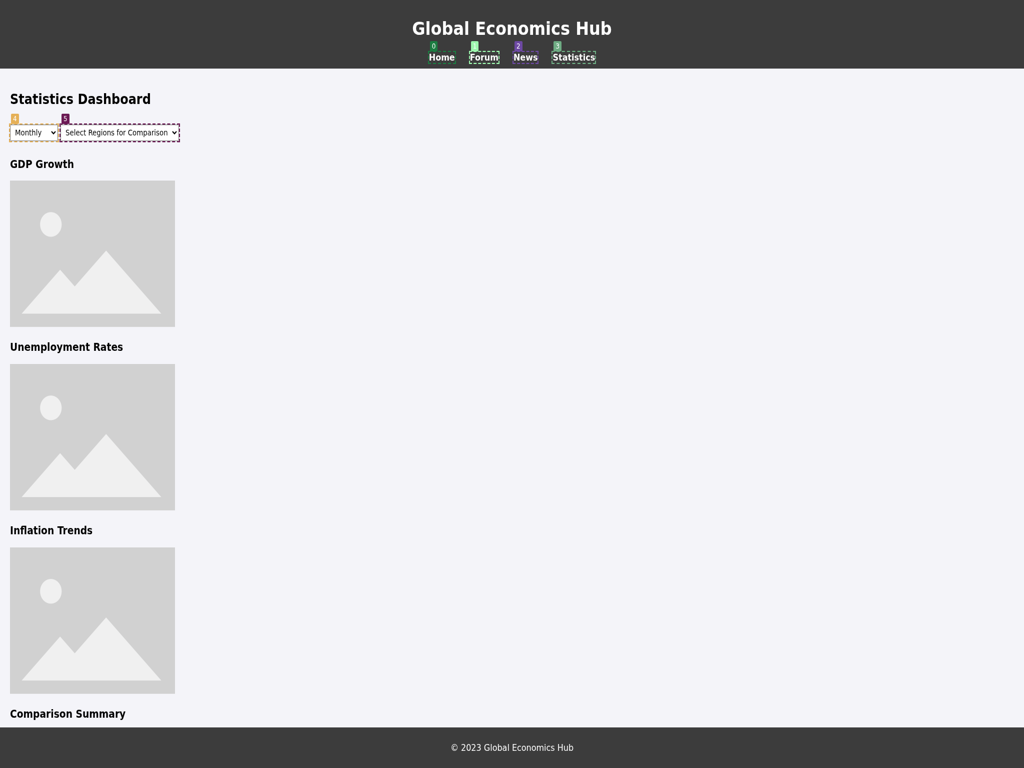 Global Economics Hub
0 1 2 3
Home Forum News Statistics
Statistics Dashboard
4 5
Monthly Select Regions for Comparison
GDP Growth
Unemployment Rates
Inflation Trends
Comparison Summary
© 2023 Global Economics Hub